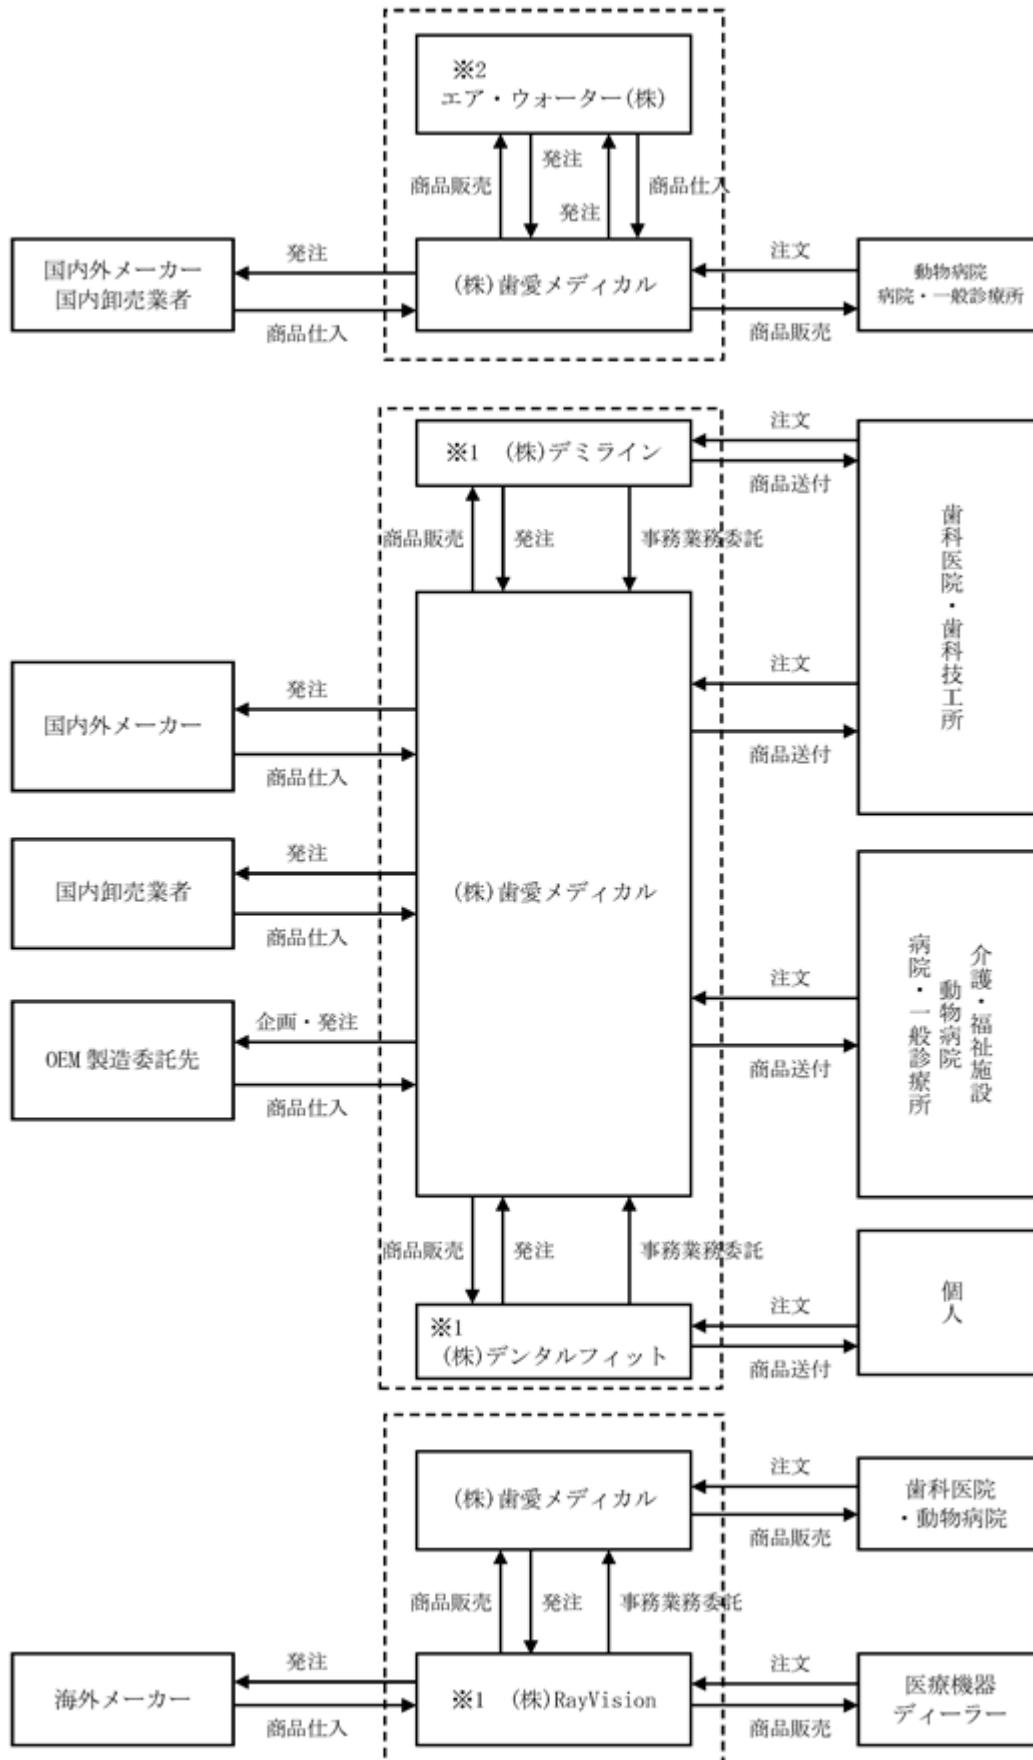 ※2
エア・ウォーター(株)
発注
商品販売
商品仕入
発注
国内外メーカー
国内卸売業者
発注
商品仕入
(株)歯愛メディカル
注文
商品販売
動物病院
病院・一般診療所
※1 (株)デミライン
注文
商品送付
商品販売
発注
事務業務委託
歯科医院・歯科技工所
国内外メーカー
発注
商品仕入
注文
商品送付
国内卸売業者
発注
商品仕入
(株)歯愛メディカル
OEM 製造委託先
企画・発注
商品仕入
注文
商品送付
介護・福祉施設
動物病院
病院・一般診療所
商品販売
発注
事務業務委託
※1
(株)デンタルフィット
注文
商品送付
個人
(株)歯愛メディカル
注文
商品販売
歯科医院
・動物病院
商品販売
発注
事務業務委託
海外メーカー
発注
商品仕入
※1 (株)RayVision
注文
商品販売
医療機器
ディーラー